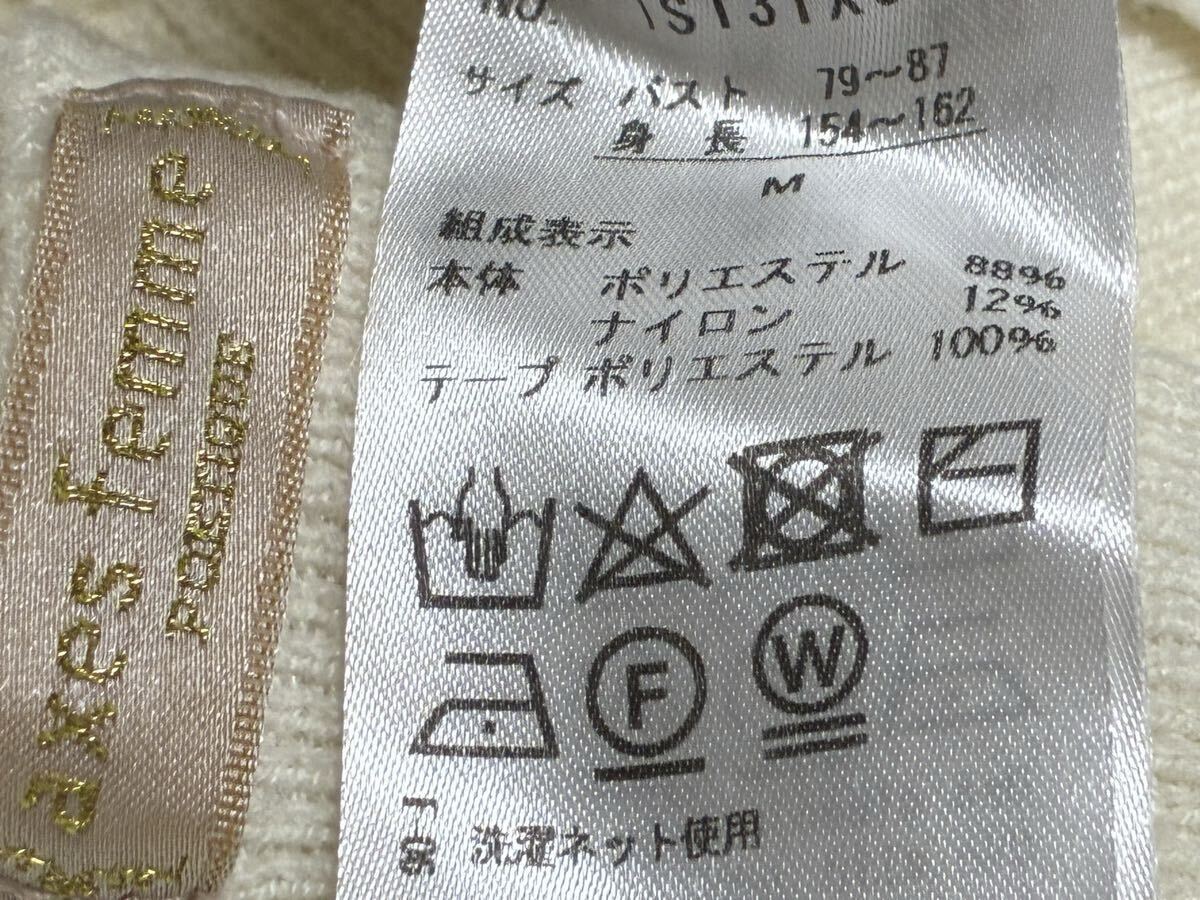 axes femme
POETIQUE
サイズ バスト 79～87
身長 154～162
M
組成表示
本体 ポリエステル 88%
ナイロン 12%
テープ ポリエステル 100%
F
W
洗濯ネット使用